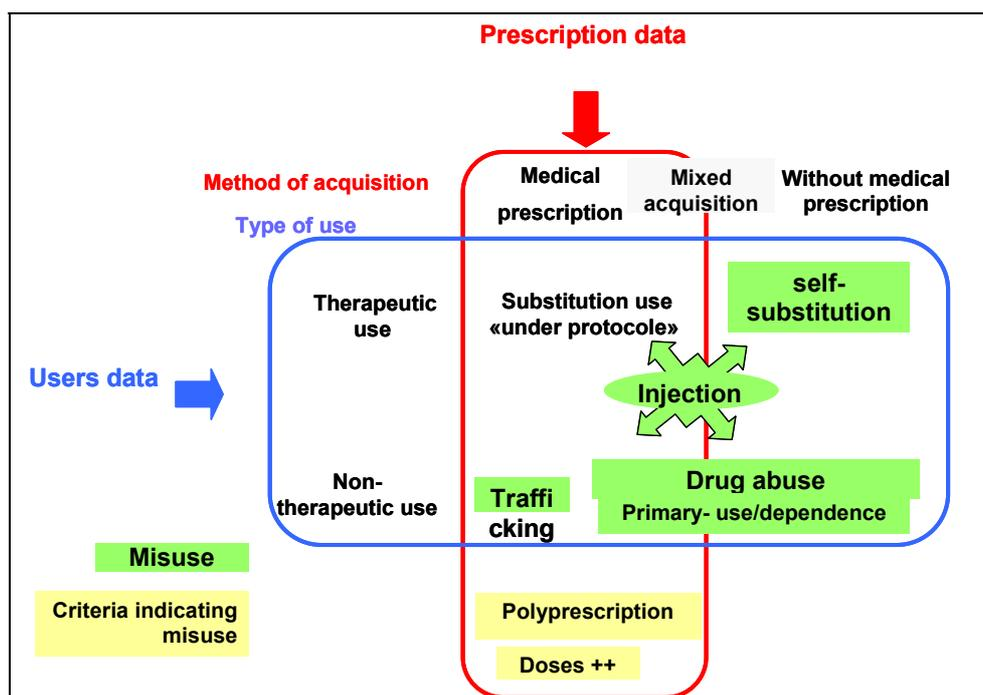 Prescription data
Method of acquisition
Type of use
Medical
prescription
Mixed
acquisition
Without medical
prescription
Therapeutic
use
Substitution use
«under protocole»
self-
substitution
Users data
Injection
Non-
therapeutic use
Traffi
cking
Drug abuse
Primary- use/dependence
Misuse
Criteria indicating
misuse
Polyprescription
Doses ++